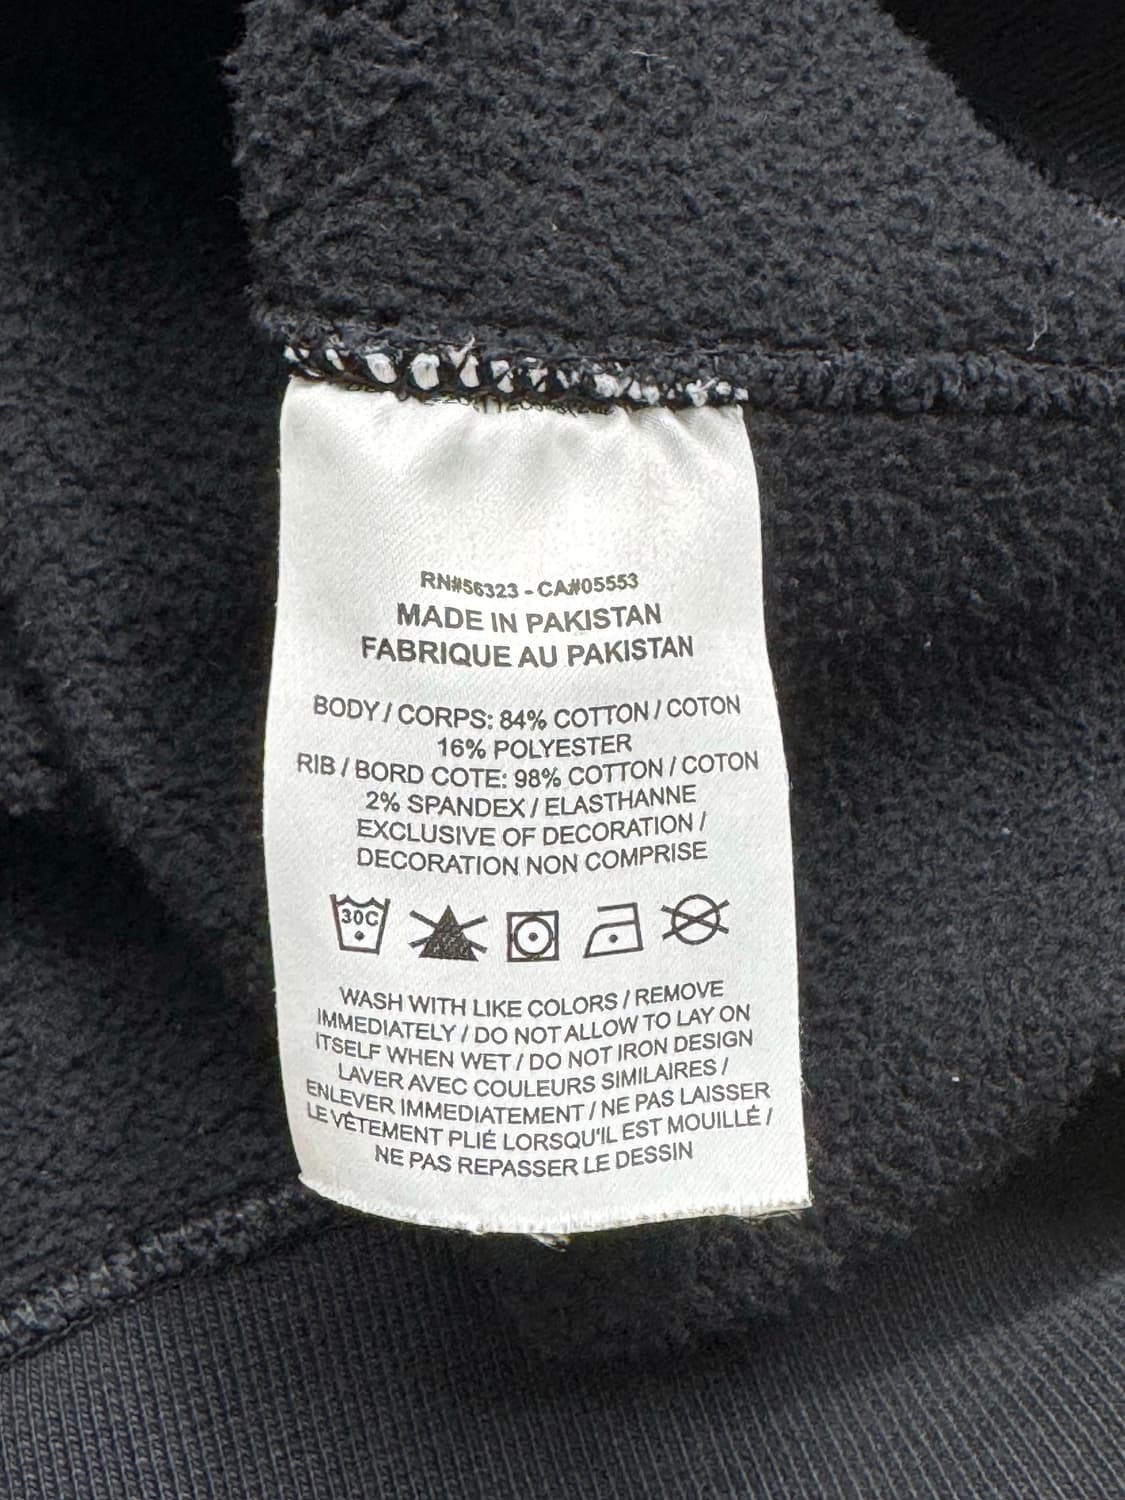 RN#56323 - CA#05553
MADE IN PAKISTAN
FABRIQUE AU PAKISTAN
BODY / CORPS: 84% COTTON / COTON
16% POLYESTER
RIB / BORD COTE: 98% COTTON / COTON
2% SPANDEX / ELASTHANNE
EXCLUSIVE OF DECORATION /
DECORATION NON COMPRISE
30C
WASH WITH LIKE COLORS / REMOVE
IMMEDIATELY / DO NOT ALLOW TO LAY ON
ITSELF WHEN WET / DO NOT IRON DESIGN
LAVER AVEC COULEURS SIMILAIRES /
ENLEVER IMMEDIATEMENT / NE PAS LAISSER
LE VÊTEMENT PLIÉ LORSQU'IL EST MOUILLÉ /
NE PAS REPASSER LE DESSIN